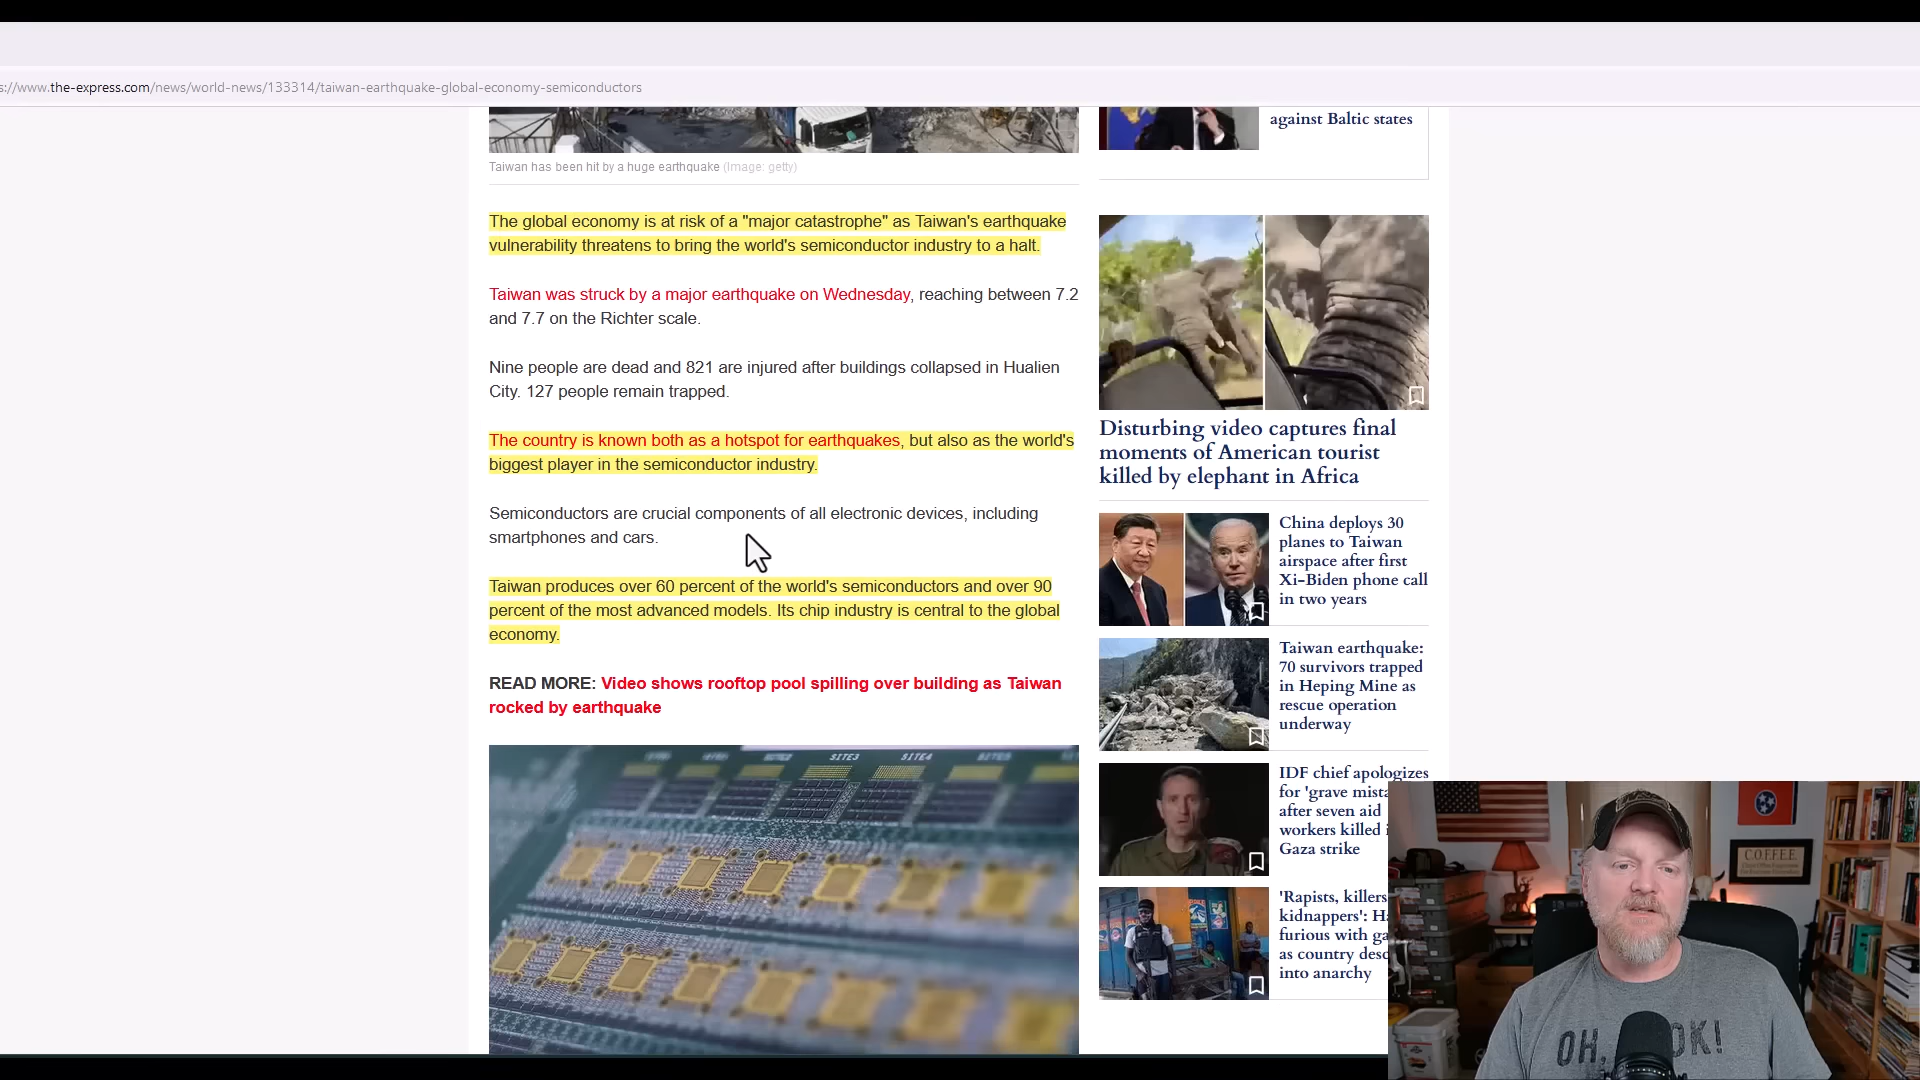 s://www.the-express.com/news/world-news/133314/taiwan-earthquake-global-economy-semiconductors
Taiwan has been hit by a huge earthquake (Image: getty)
The global economy is at risk of a "major catastrophe" as Taiwan's earthquake
vulnerability threatens to bring the world's semiconductor industry to a halt.
Taiwan was struck by a major earthquake on Wednesday, reaching between 7.2
and 7.7 on the Richter scale.
Nine people are dead and 821 are injured after buildings collapsed in Hualien
City. 127 people remain trapped.
The country is known both as a hotspot for earthquakes, but also as the world's
biggest player in the semiconductor industry.
Semiconductors are crucial components of all electronic devices, including
smartphones and cars.
Taiwan produces over 60 percent of the world's semiconductors and over 90
percent of the most advanced models. Its chip industry is central to the global
economy.
READ MORE: Video shows rooftop pool spilling over building as Taiwan
rocked by earthquake
SITE3
SITE4
against Baltic states
Disturbing video captures final
moments of American tourist
killed by elephant in Africa
China deploys 30
planes to Taiwan
airspace after first
Xi-Biden phone call
in two years
Taiwan earthquake:
70 survivors trapped
in Heping Mine as
rescue operation
underway
IDF chief apologizes
for 'grave
after seven aid
workers killed
Gaza strike
'Rapists, killers
kidnappers':
furious with
as country
into anarchy
C.O.F.F.E.E.
OH,